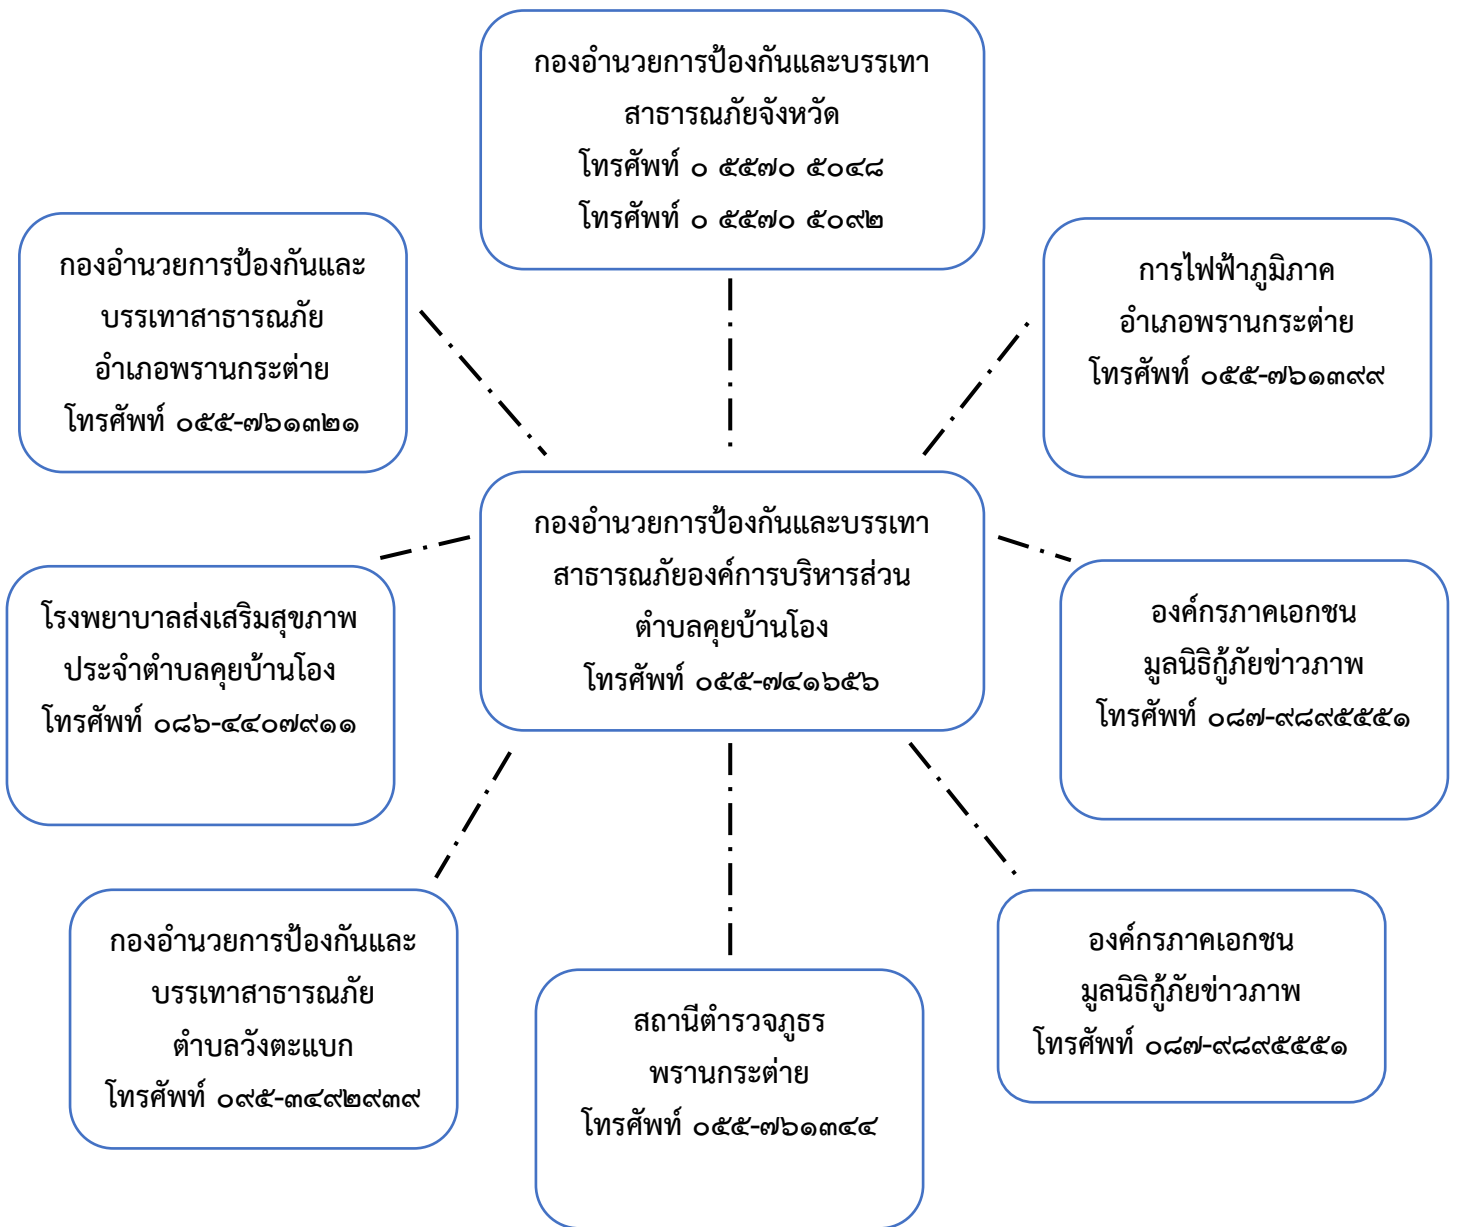 กองอำนวยการป้องกันและบรรเทา
สาธารณภัยจังหวัด
โทรศัพท์ ๐ ๕๕๗๐ ๕๐๔๘
โทรศัพท์ ๐ ๕๕๗๐ ๕๐๙๒
กองอำนวยการป้องกันและ
บรรเทาสาธารณภัย
อำเภอพรานกระต่าย
โทรศัพท์ ๐๕๕-๗๖๑๓๒๑
การไฟฟ้าภูมิภาค
อำเภอพรานกระต่าย
โทรศัพท์ ๐๕๕-๗๖๑๓๙๙
กองอำนวยการป้องกันและบรรเทา
สาธารณภัยองค์การบริหารส่วน
ตำบลคุยบ้านโอง
โทรศัพท์ ๐๕๕-๗๔๑๖๕๖
โรงพยาบาลส่งเสริมสุขภาพ
ประจำตำบลคุยบ้านโอง
โทรศัพท์ ๐๘๖-๔๔๐๗๙๑๑
องค์กรภาคเอกชน
มูลนิธิกู้ภัยข่าวภาพ
โทรศัพท์ ๐๘๗-๙๘๙๕๕๕๑
กองอำนวยการป้องกันและ
บรรเทาสาธารณภัย
ตำบลวังตะแบก
โทรศัพท์ ๐๙๕-๓๔๙๒๙๓๙
สถานีตำรวจภูธร
พรานกระต่าย
โทรศัพท์ ๐๕๕-๗๖๑๓๔๔
องค์กรภาคเอกชน
มูลนิธิกู้ภัยข่าวภาพ
โทรศัพท์ ๐๘๗-๙๘๙๕๕๕๑